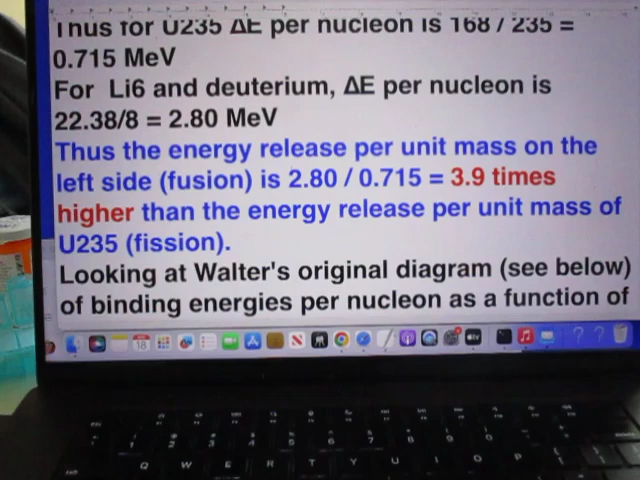 Thus for U235 ΔE per nucleon is 168 / 235 =
0.715 MeV
For Li6 and deuterium, ΔE per nucleon is
22.38/8 = 2.80 MeV
Thus the energy release per unit mass on the
left side (fusion) is 2.80 / 0.715 = 3.9 times
higher than the energy release per unit mass of
U235 (fission).
Looking at Walter's original diagram (see below)
of binding energies per nucleon as a function of
18
tv
Q W E R T Y U I O P